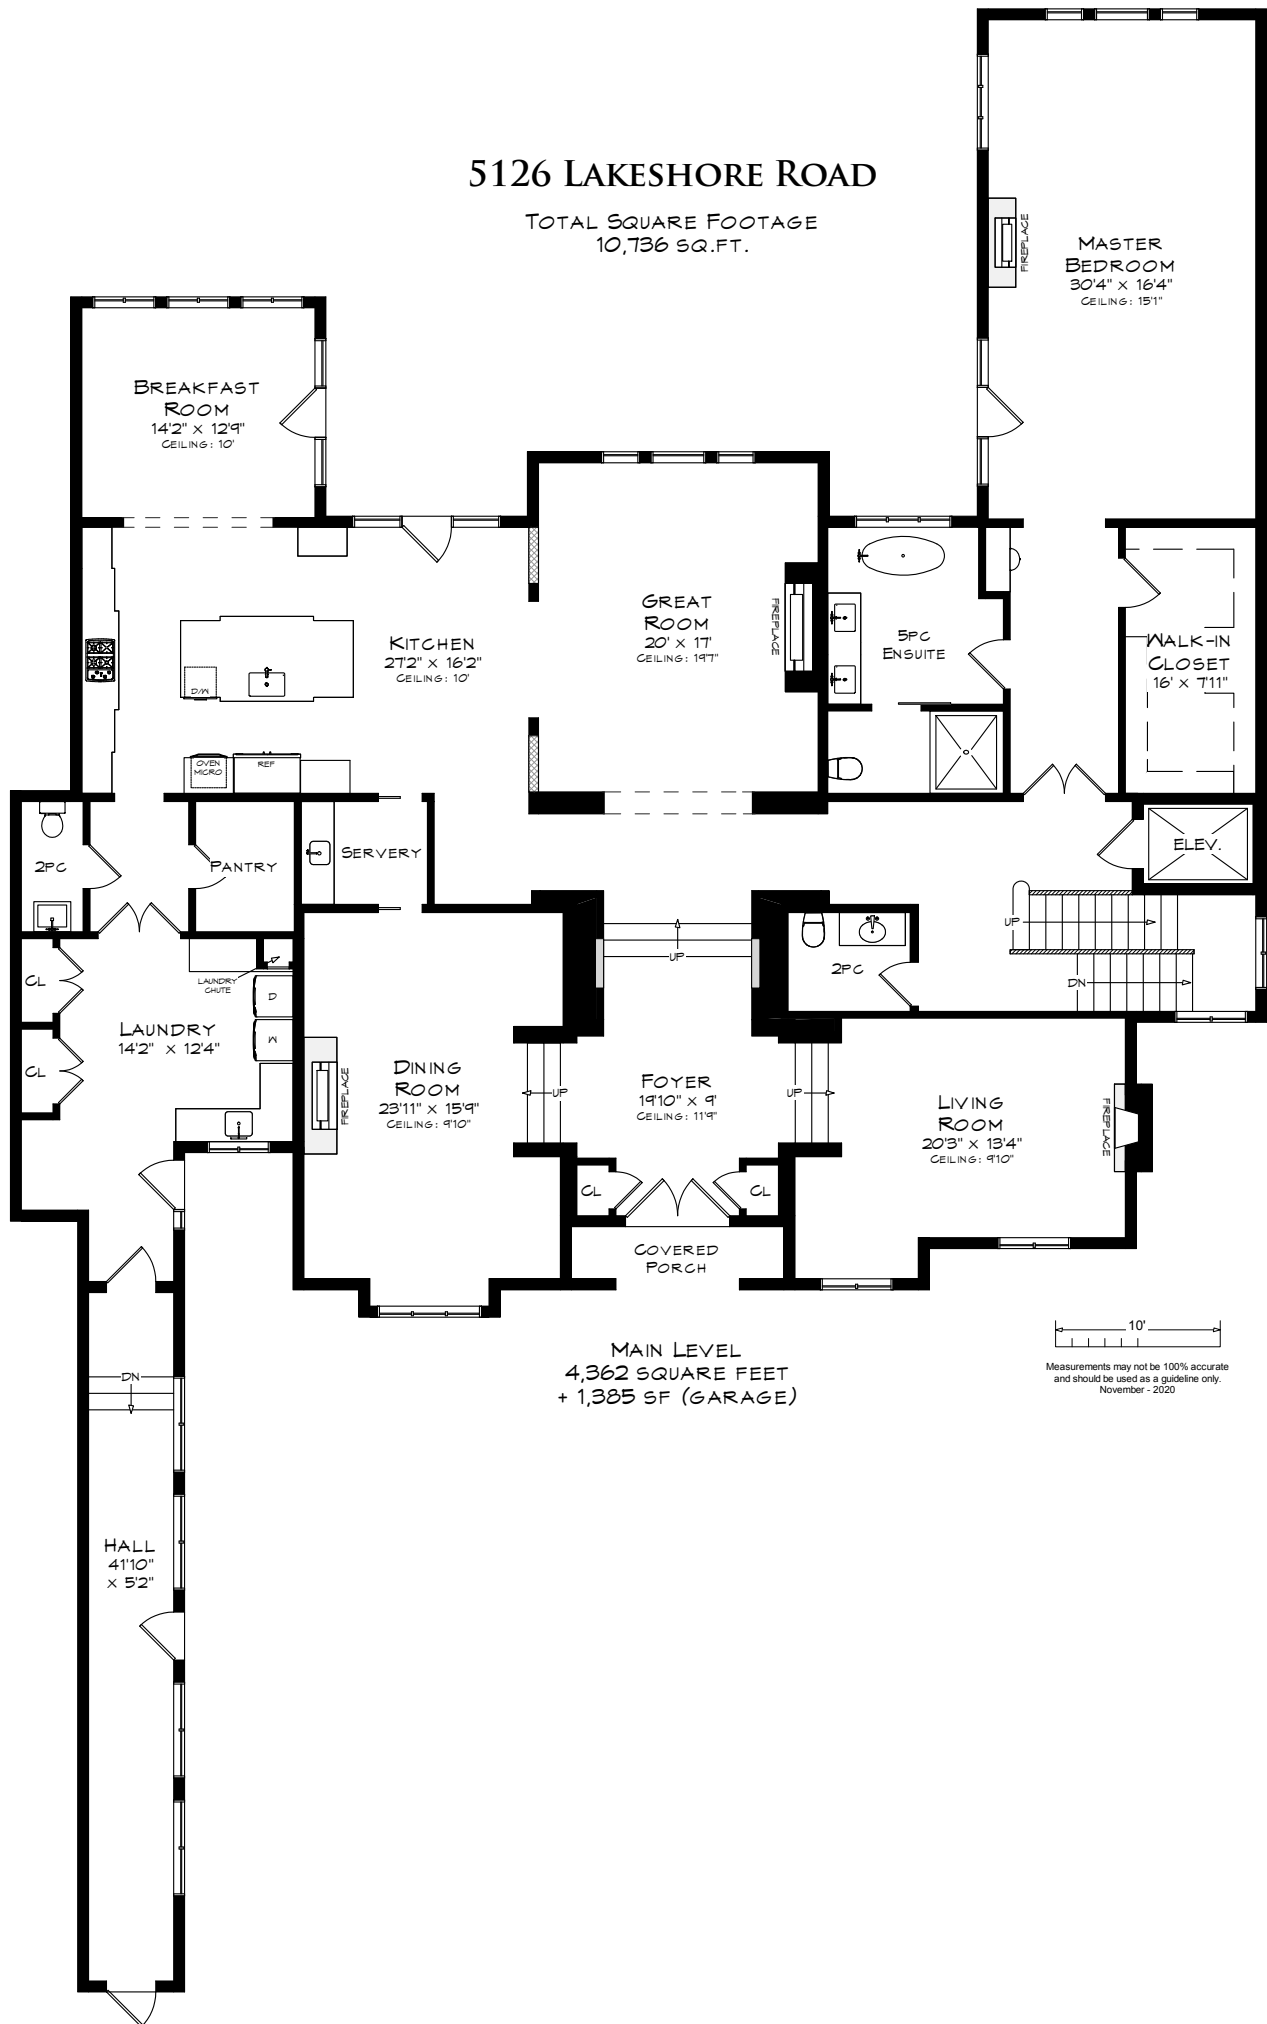 5126 LAKESHORE ROAD
TOTAL SQUARE FOOTAGE
10,736 SQ.FT.
FIREPLACE
MASTER
BEDROOM
30'4" X 16'4"
CEILING: 15'1"
BREAKFAST
ROOM
14'2" X 12'9"
CEILING: 10'
KITCHEN
27'2" X 16'2"
CEILING: 10'
D/W
OVEN
MICRO
REF
GREAT
ROOM
20' X 17'
CEILING: 19'7"
FIREPLACE
5PC
ENSUITE
WALK-IN
CLOSET
16' X 7'11"
2PC
PANTRY
SERVERY
ELEV.
UP
DN
UP
2PC
CL
LAUNDRY
CHUTE
D
W
LAUNDRY
14'2" X 12'4"
CL
DINING
ROOM
23'11" X 15'9"
CEILING: 9'10"
FIREPLACE
UP
FOYER
19'10" X 9'
CEILING: 11'9"
UP
LIVING
ROOM
20'3" X 13'4"
CEILING: 9'10"
FIREPLACE
CL
CL
COVERED
PORCH
MAIN LEVEL
4,362 SQUARE FEET
+ 1,385 SF (GARAGE)
10'
Measurements may not be 100% accurate
and should be used as a guideline only.
November - 2020
DN
HALL
41'10"
X 5'2"